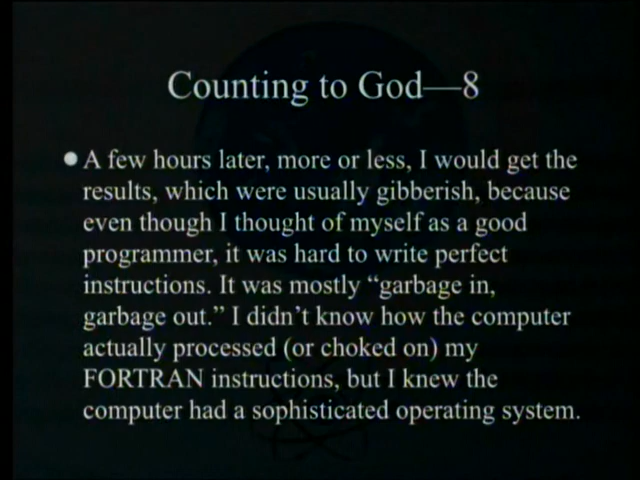 Counting to God—8
● A few hours later, more or less, I would get the
results, which were usually gibberish, because
even though I thought of myself as a good
programmer, it was hard to write perfect
instructions. It was mostly “garbage in,
garbage out.” I didn’t know how the computer
actually processed (or choked on) my
FORTRAN instructions, but I knew the
computer had a sophisticated operating system.